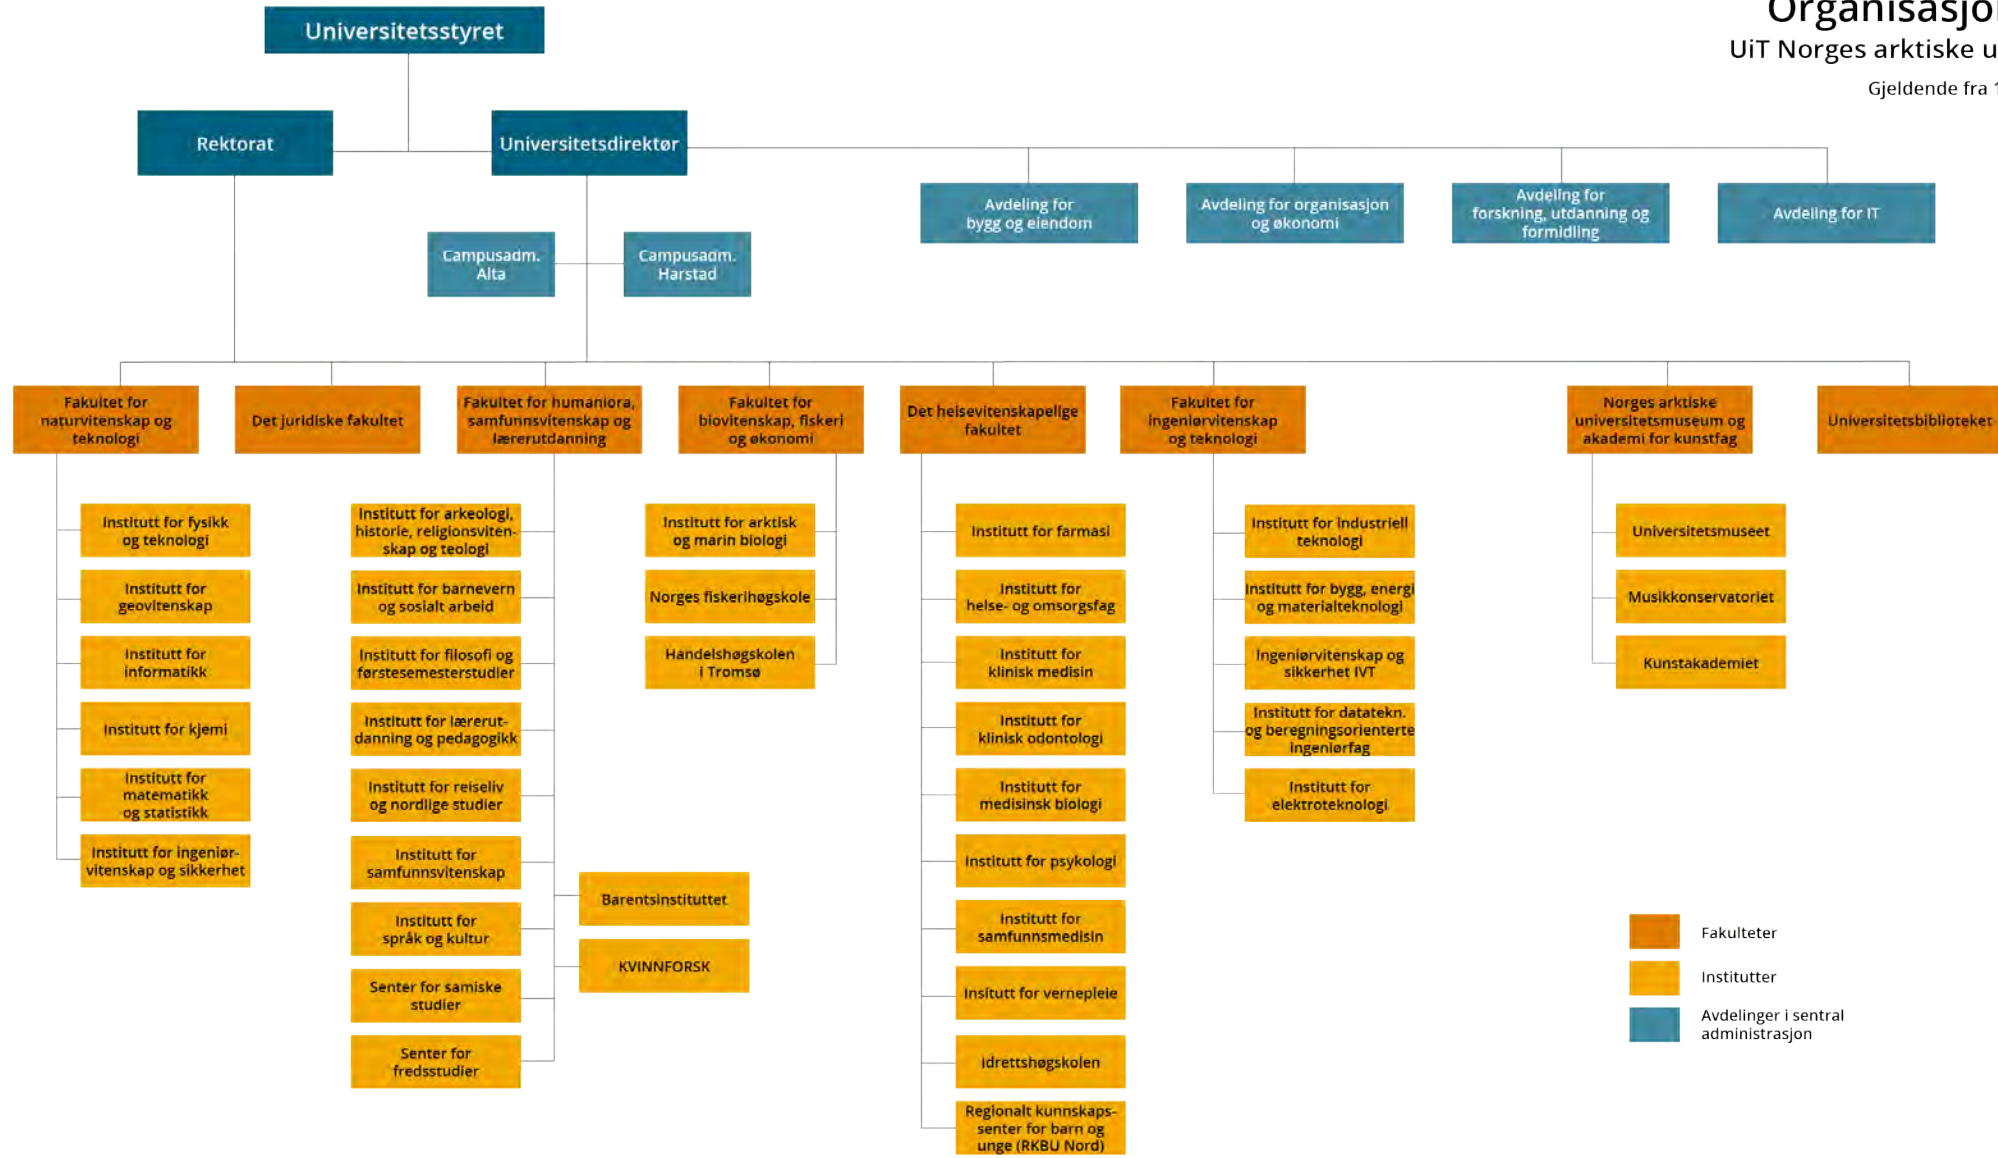 Universitetsstyret
UiT Norges arktiske
Gjeldende fra
Rektorat
Universitetsdirektør
Avdeling for
bygg og eiendom
Avdeling for organisasjon
og økonomi
Avdeling for
forskning, utdanning og
formidling
Avdeling for IT
Campusadm.
Alta
Campusadm.
Harstad
Fakultet for
naturvitenskap og
teknologi
Det juridiske fakultet
Fakultet for humaniora,
samfunnsvitenskap og
lærerutdanning
Fakultet for
biovitenskap, fiskeri
og økonomi
Det helsevitenskapelige
fakultet
Fakultet for
ingeniørvitenskap
og teknologi
Norges arktiske
universitetsmuseum og
akademi for kunstfag
Universitetsbiblioteket
Institutt for fysikk
og teknologi
Institutt for
geovitenskap
Institutt for
informatikk
Institutt for kjemi
Institutt for
matematikk
og statistikk
Institutt for ingeniør-
vitenskap og sikkerhet
Institutt for arkeologi,
historie, religionsviten-
skap og teologi
Institutt for barnevern
og sosialt arbeid
Institutt for filosofi og
førstesemesterstudier
Institutt for lærerut-
danning og pedagogikk
Institutt for reiseliv
og nordlige studier
Institutt for
samfunnsvitenskap
Institutt for
språk og kultur
Senter for samiske
studier
Senter for
fredsstudier
Barentsinstituttet
KVINNFORSK
Institutt for arktisk
og marin biologi
Norges fiskerihøgskole
Handelshøgskolen
i Tromsø
Institutt for farmasi
Institutt for
helse- og omsorgsfag
Institutt for
klinisk medisin
Institutt for
klinisk odontologi
Institutt for
medisinsk biologi
Institutt for psykologi
Institutt for
samfunnsmedisin
Insitutt for vernepleie
Idrettshøgskolen
Regionalt kunnskaps-
senter for barn og
unge (RKBU Nord)
Institutt for industriell
teknologi
Institutt for bygg, energi
og materialteknologi
Ingeniørvitenskap og
sikkerhet IVT
Institutt for datatekn.
og beregningsorienterte
ingeniørfag
Institutt for
elektroteknologi
Universitetsmuseet
Musikkonservatoriet
Kunstakademiet
Fakulteter
Institutter
Avdelinger i sentral
administrasjon